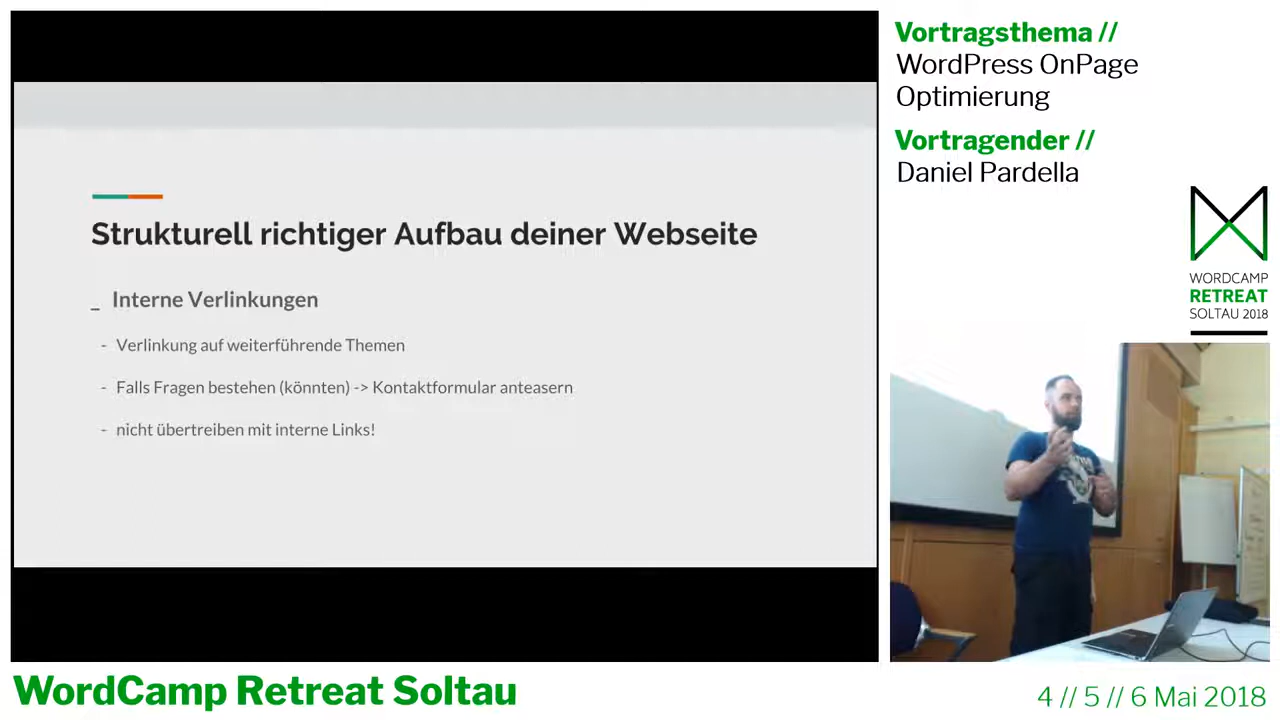 Strukturell richtiger Aufbau deiner Webseite
_ Interne Verlinkungen
- Verlinkung auf weiterführende Themen
- Falls Fragen bestehen (könnten) -> Kontaktformular anteasern
- nicht übertreiben mit interne Links!
Vortragsthema //
WordPress OnPage
Optimierung
Vortragender //
Daniel Pardella
WORDCAMP
RETREAT
SOLTAU 2018
WordCamp Retreat Soltau
4 // 5 // 6 Mai 2018